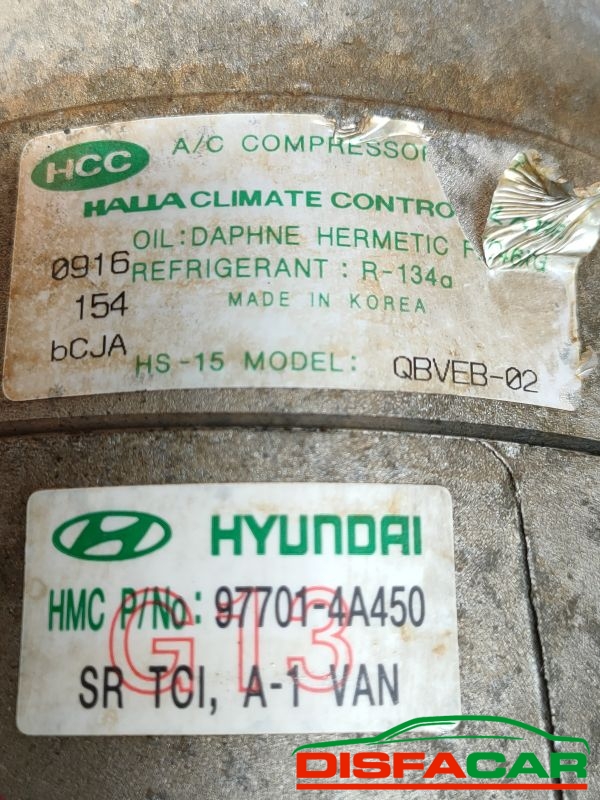 HCC
A/C COMPRESSOR
HALLA CLIMATE CONTRO
OIL: DAPHNE HERMETIC
0916 REFRIGERANT : R-134a
154 MADE IN KOREA
bCJA HS-15 MODEL: QBVEB-02
HYUNDAI
HMC P/No: 97701-4A450
G13
SR TCI, A-1 VAN
DISFACAR